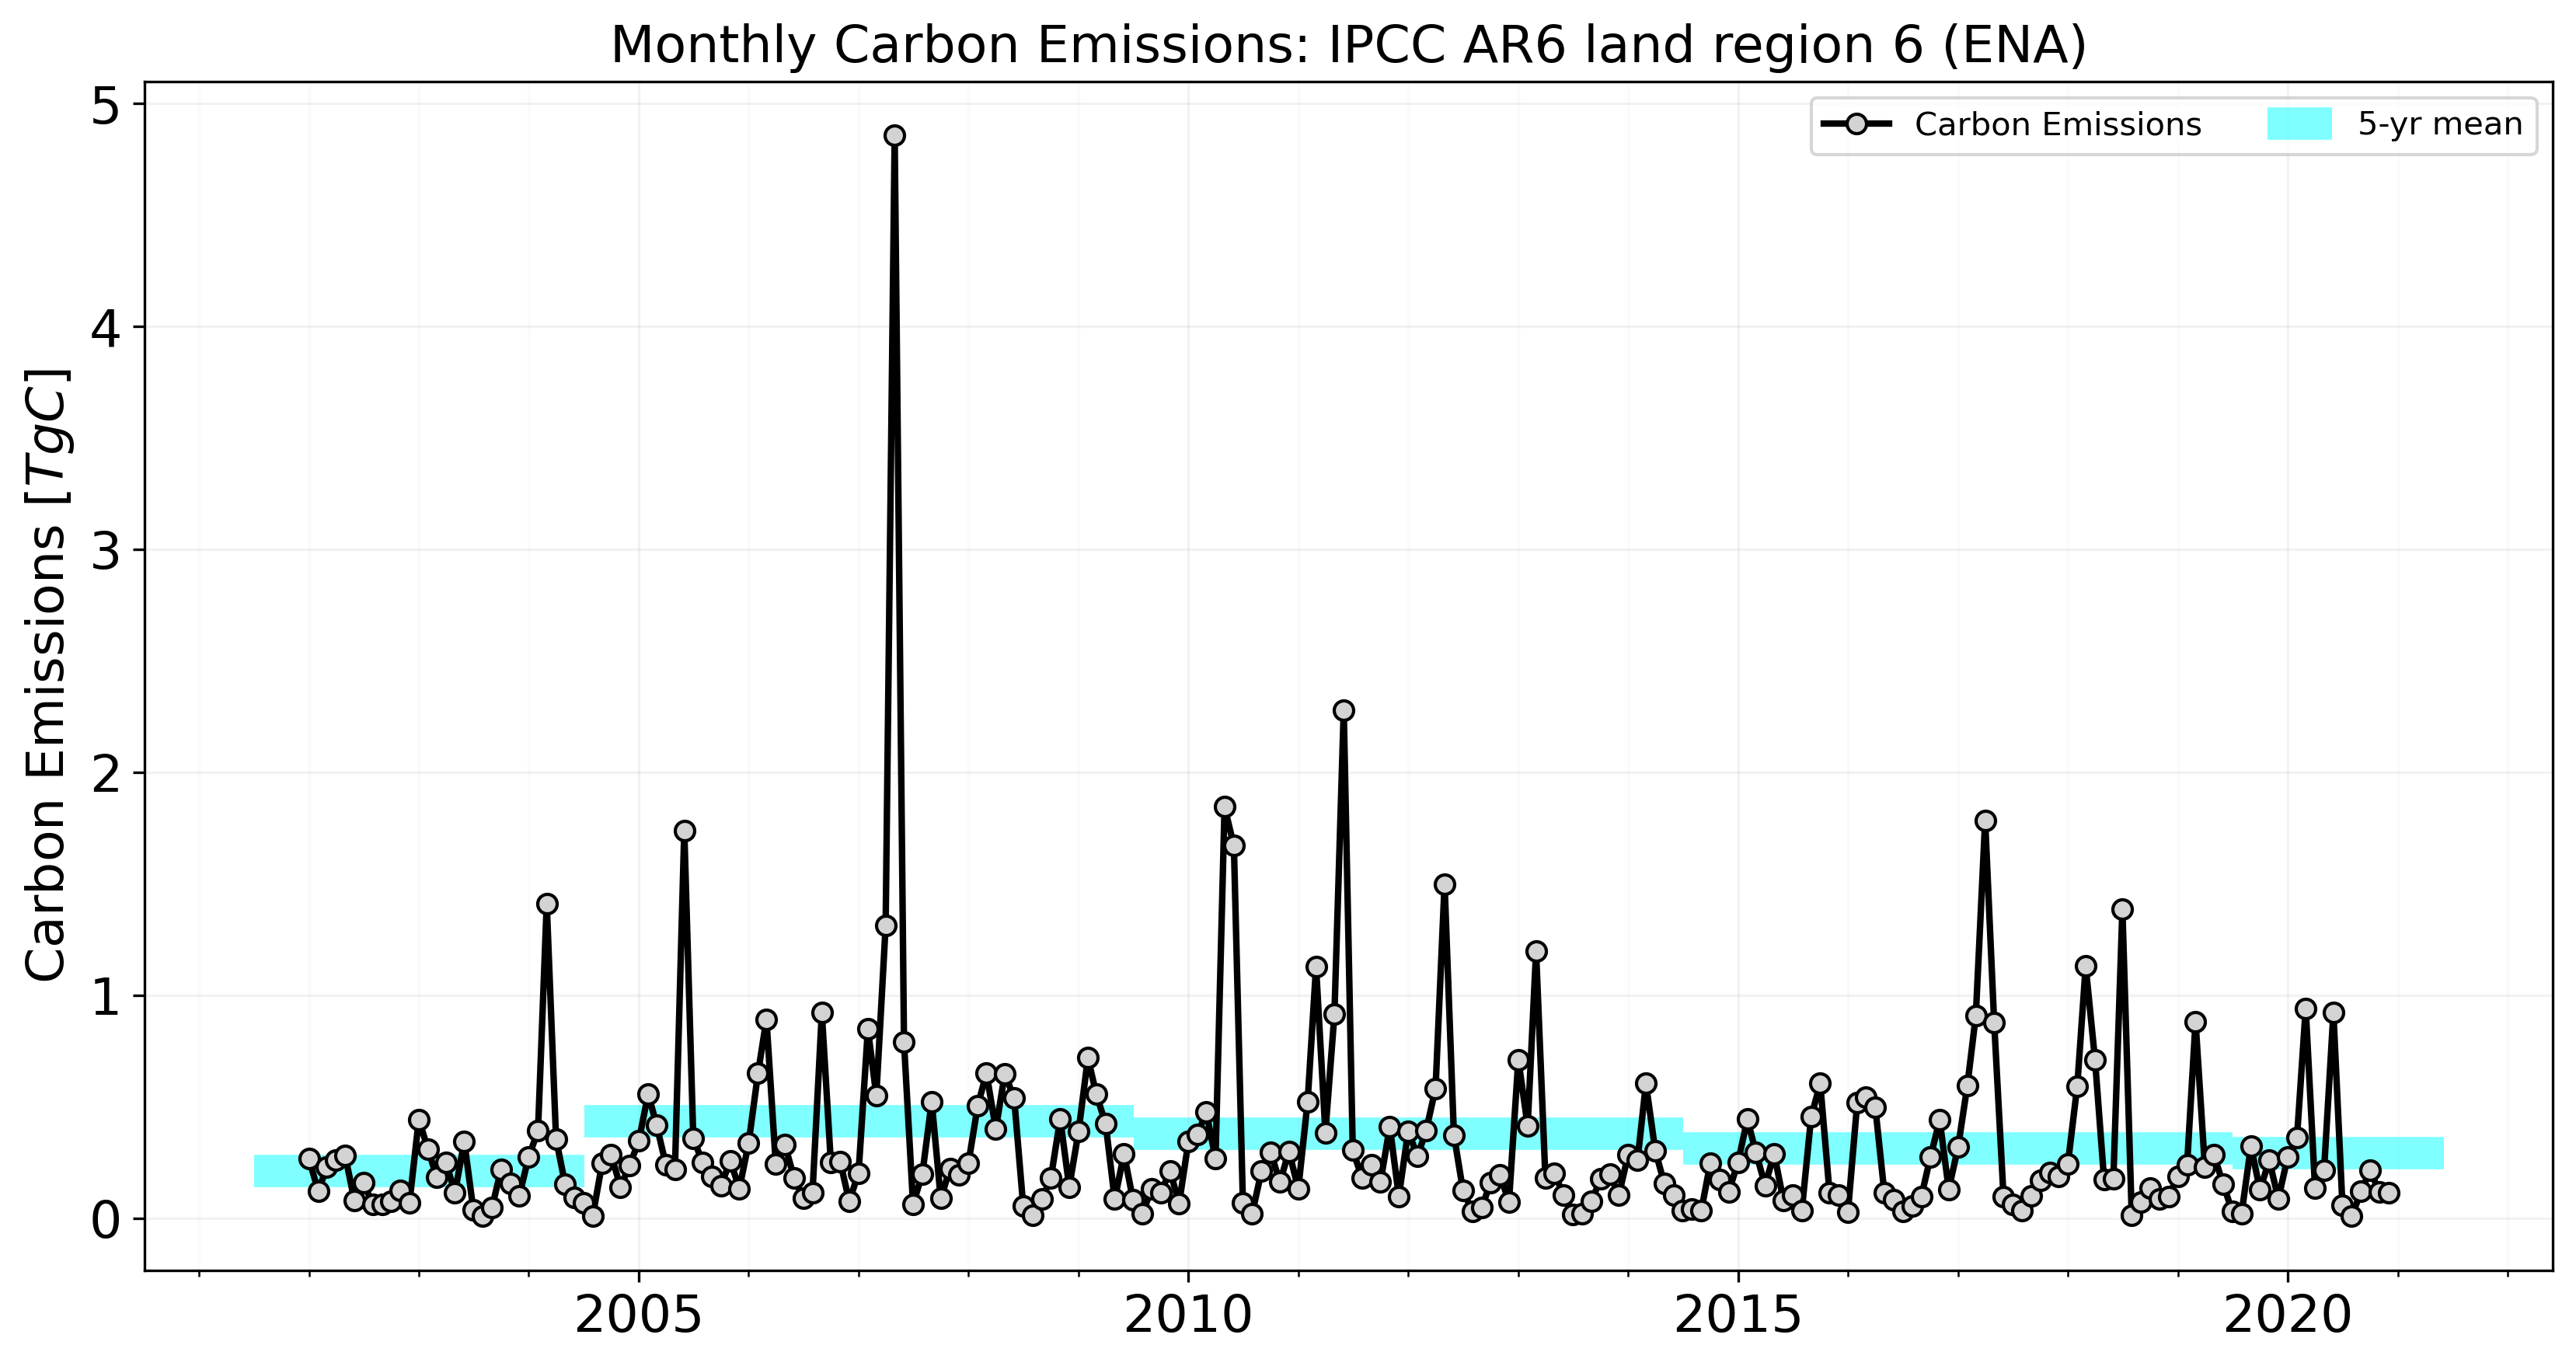 Monthly Carbon Emissions: IPCC AR6 land region 6 (ENA)
Carbon Emissions
5-yr mean
Carbon Emissions [TgC]
5
4
3
2
1
0
2005
2010
2015
2020